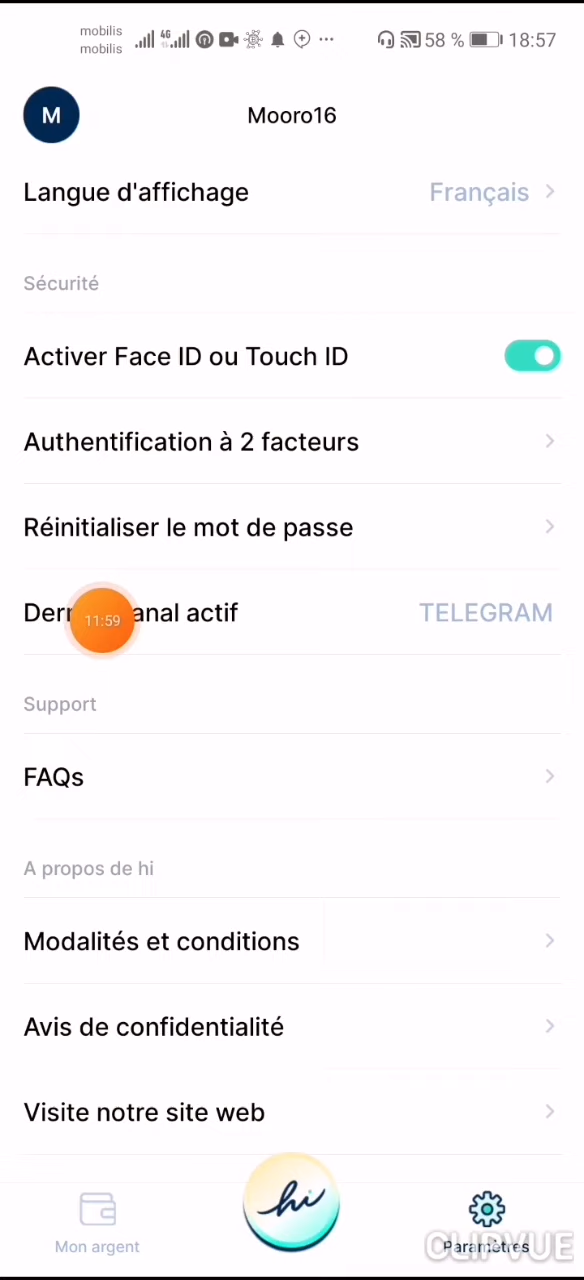 mobilis
mobilis
4G
58 %
18:57
M
Mooro16
Langue d'affichage
Français
Sécurité
Activer Face ID ou Touch ID
Authentification à 2 facteurs
Réinitialiser le mot de passe
actif
TELEGRAM
11:59
Support
FAQs
A propos de hi
Modalités et conditions
Avis de confidentialité
Visite notre site web
hi
Mon argent
Paramètres
CLIPVUE